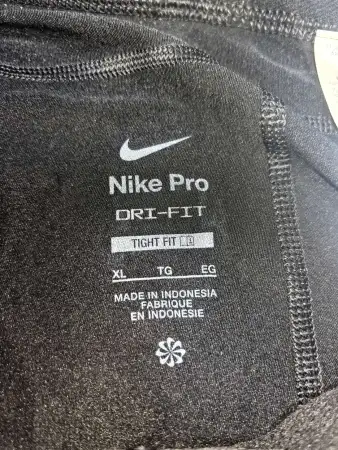 Nike Pro
DRI-FIT
TIGHT FIT
XL TG EG
MADE IN INDONESIA
FABRIQUE
EN INDONESIE